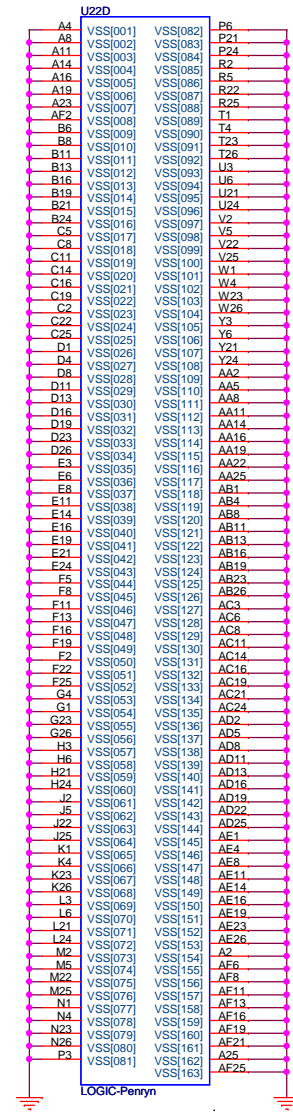 U22D
A4 VSS[001] VSS[082] P6
A8 VSS[002] VSS[083] P21
A11 VSS[003] VSS[084] P24
A14 VSS[004] VSS[085] R2
A16 VSS[005] VSS[086] R5
A19 VSS[006] VSS[087] R22
A23 VSS[007] VSS[088] R25
AF2 VSS[008] VSS[089] T1
B6 VSS[009] VSS[090] T4
B8 VSS[010] VSS[091] T23
B11 VSS[011] VSS[092] T26
B13 VSS[012] VSS[093] U3
B16 VSS[013] VSS[094] U6
B19 VSS[014] VSS[095] U21
B21 VSS[015] VSS[096] U24
B24 VSS[016] VSS[097] V2
C5 VSS[017] VSS[098] V5
C8 VSS[018] VSS[099] V22
C11 VSS[019] VSS[100] V25
C14 VSS[020] VSS[101] W1
C16 VSS[021] VSS[102] W4
C19 VSS[022] VSS[103] W23
C2 VSS[023] VSS[104] W26
C22 VSS[024] VSS[105] Y3
C25 VSS[025] VSS[106] Y6
D1 VSS[026] VSS[107] Y21
D4 VSS[027] VSS[108] Y24
D8 VSS[028] VSS[109] AA2
D11 VSS[029] VSS[110] AA5
D13 VSS[030] VSS[111] AA8
D16 VSS[031] VSS[112] AA11
D19 VSS[032] VSS[113] AA14
D23 VSS[033] VSS[114] AA16
D26 VSS[034] VSS[115] AA19
E3 VSS[035] VSS[116] AA22
E6 VSS[036] VSS[117] AA25
E8 VSS[037] VSS[118] AB1
E11 VSS[038] VSS[119] AB4
E14 VSS[039] VSS[120] AB8
E16 VSS[040] VSS[121] AB11
E19 VSS[041] VSS[122] AB13
E21 VSS[042] VSS[123] AB16
E24 VSS[043] VSS[124] AB19
F5 VSS[044] VSS[125] AB23
F8 VSS[045] VSS[126] AB26
F11 VSS[046] VSS[127] AC3
F13 VSS[047] VSS[128] AC6
F16 VSS[048] VSS[129] AC8
F19 VSS[049] VSS[130] AC11
F2 VSS[050] VSS[131] AC14
F22 VSS[051] VSS[132] AC16
F25 VSS[052] VSS[133] AC19
G4 VSS[053] VSS[134] AC21
G1 VSS[054] VSS[135] AC24
G23 VSS[055] VSS[136] AD2
G26 VSS[056] VSS[137] AD5
H3 VSS[057] VSS[138] AD8
H6 VSS[058] VSS[139] AD11
H21 VSS[059] VSS[140] AD13
H24 VSS[060] VSS[141] AD16
J2 VSS[061] VSS[142] AD19
J5 VSS[062] VSS[143] AD22
J22 VSS[063] VSS[144] AD25
J25 VSS[064] VSS[145] AE1
K1 VSS[065] VSS[146] AE4
K4 VSS[066] VSS[147] AE8
K23 VSS[067] VSS[148] AE11
K26 VSS[068] VSS[149] AE14
L3 VSS[069] VSS[150] AE16
L6 VSS[070] VSS[151] AE19
L21 VSS[071] VSS[152] AE23
L24 VSS[072] VSS[153] AE26
M2 VSS[073] VSS[154] A2
M5 VSS[074] VSS[155] AF6
M22 VSS[075] VSS[156] AF8
M25 VSS[076] VSS[157] AF11
N1 VSS[077] VSS[158] AF13
N4 VSS[078] VSS[159] AF16
N23 VSS[079] VSS[160] AF19
N26 VSS[080] VSS[161] AF21
P3 VSS[081] VSS[162] A25
VSS[163] AF25
LOGIC-Penryn